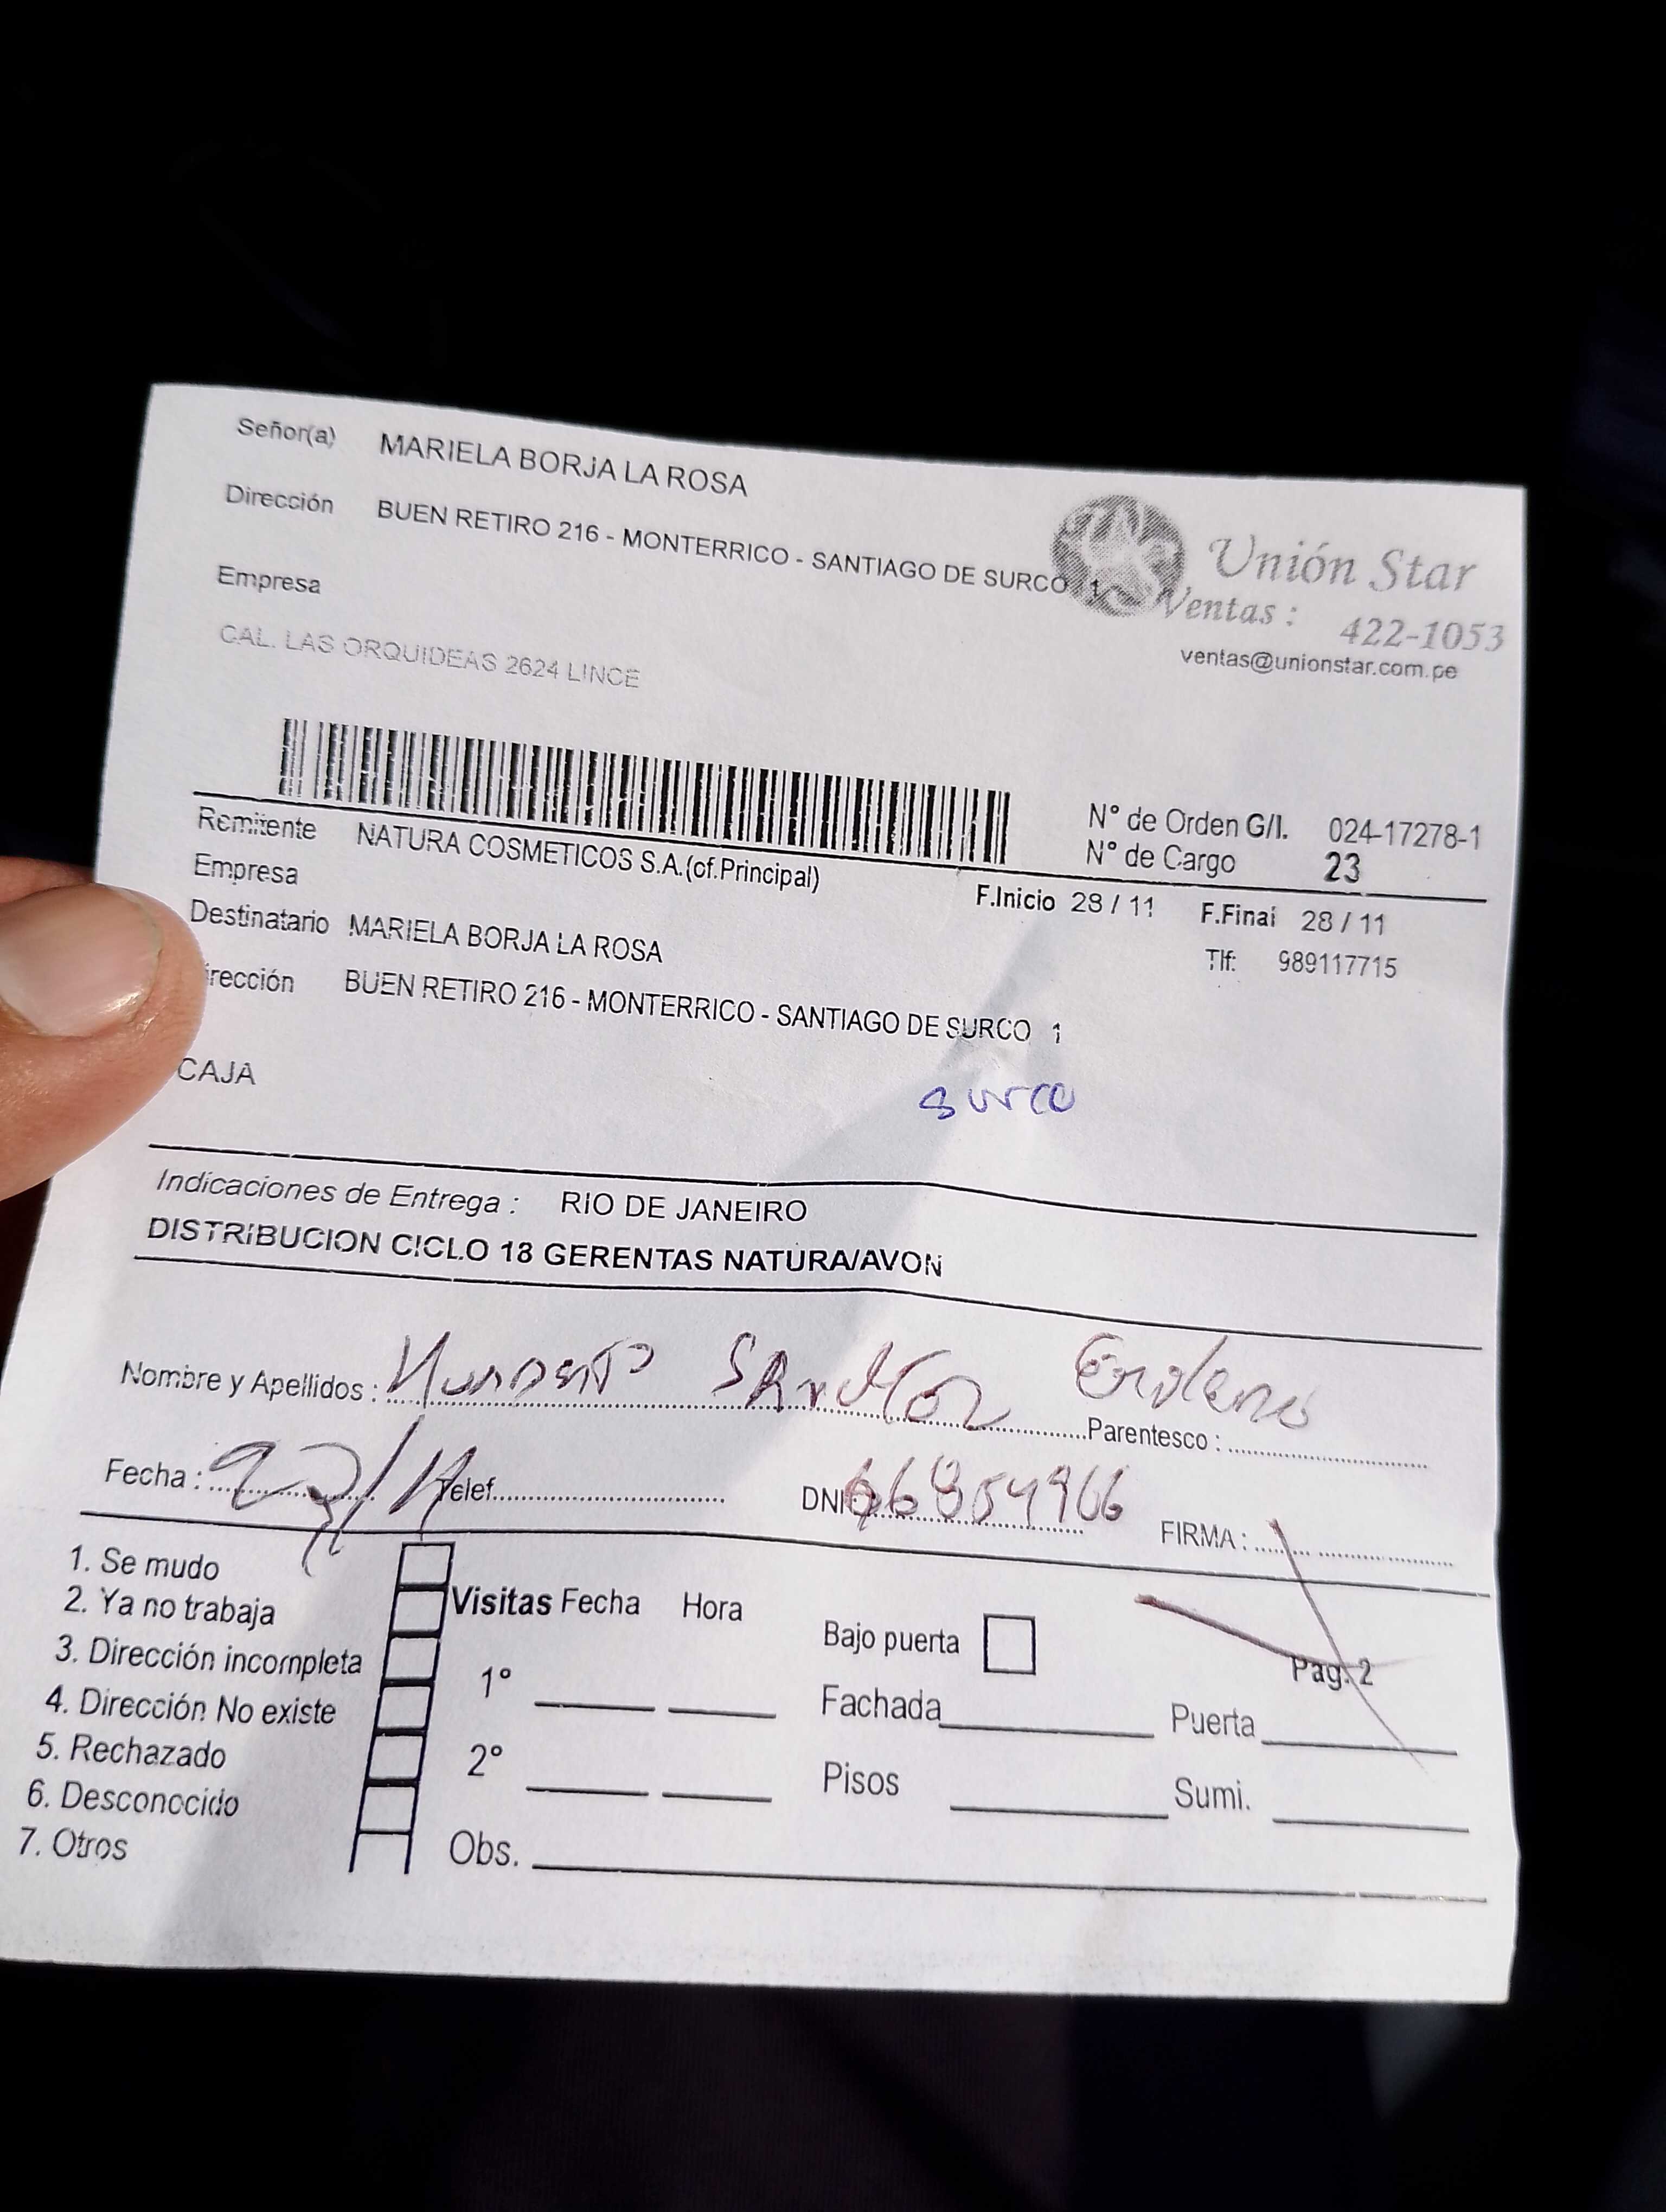 Señor(a) MARIELA BORJA LA ROSA
Dirección BUEN RETIRO 216 - MONTERRICO - SANTIAGO DE SURCO 1
Unión Star
Ventas : 422-1053
ventas@unionstar.com.pe
Empresa
CAL. LAS ORQUIDEAS 2624 LINCE
N° de Orden G/I. 024-17278-1
N° de Cargo 23
Remitente NATURA COSMETICOS S.A.(cf.Principal)
Empresa
F.Inicio 28 / 11 F.Final 28 / 11
Destinatario MARIELA BORJA LA ROSA
Tlf: 989117715
irección BUEN RETIRO 216 - MONTERRICO - SANTIAGO DE SURCO 1
CAJA
surco
Indicaciones de Entrega : RIO DE JANEIRO
DISTRIBUCION CICLO 18 GERENTAS NATURA/AVON
Nombre y Apellidos :
Parentesco :
Fecha : Telef. DNI : FIRMA :
1. Se mudo
2. Ya no trabaja
3. Dirección incompleta
4. Dirección No existe
5. Rechazado
6. Desconocido
7. Otros
Visitas Fecha Hora
1°
2°
Obs.
Bajo puerta
Pag. 2
Fachada Puerta
Pisos Sumi.